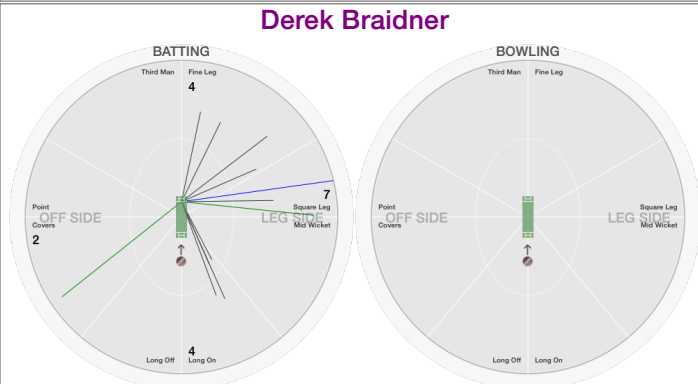 Derek Braidner
BATTING
Third Man Fine Leg
4
7
Point Square Leg
OFF SIDE LEG SIDE
Covers Mid Wicket
2
4
Long Off Long On
BOWLING
Third Man Fine Leg
Point Square Leg
OFF SIDE LEG SIDE
Covers Mid Wicket
Long Off Long On